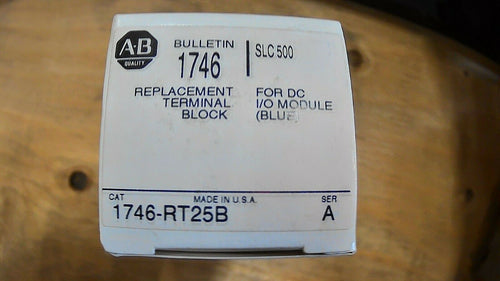 A-B
QUALITY
BULLETIN
1746
SLC 500
REPLACEMENT
TERMINAL
BLOCK
FOR DC
I/O MODULE
(BLUE)
CAT
MADE IN U.S.A.
SER
1746-RT25B
A